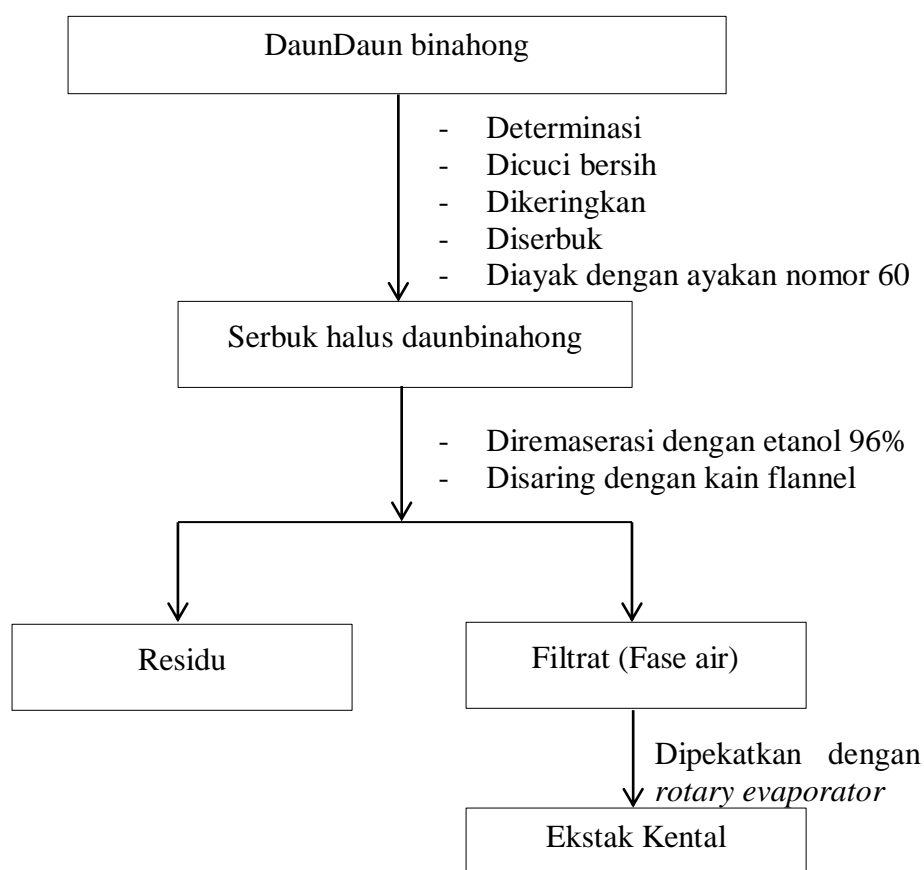 DaunDaun binahong
- Determinasi
- Dicuci bersih
- Dikeringkan
- Diserbuk
- Diayak dengan ayakan nomor 60
Serbuk halus daunbinahong
- Diremaserasi dengan etanol 96%
- Disaring dengan kain flannel
Residu
Filtrat (Fase air)
Dipekatkan dengan
rotary evaporator
Ekstak Kental